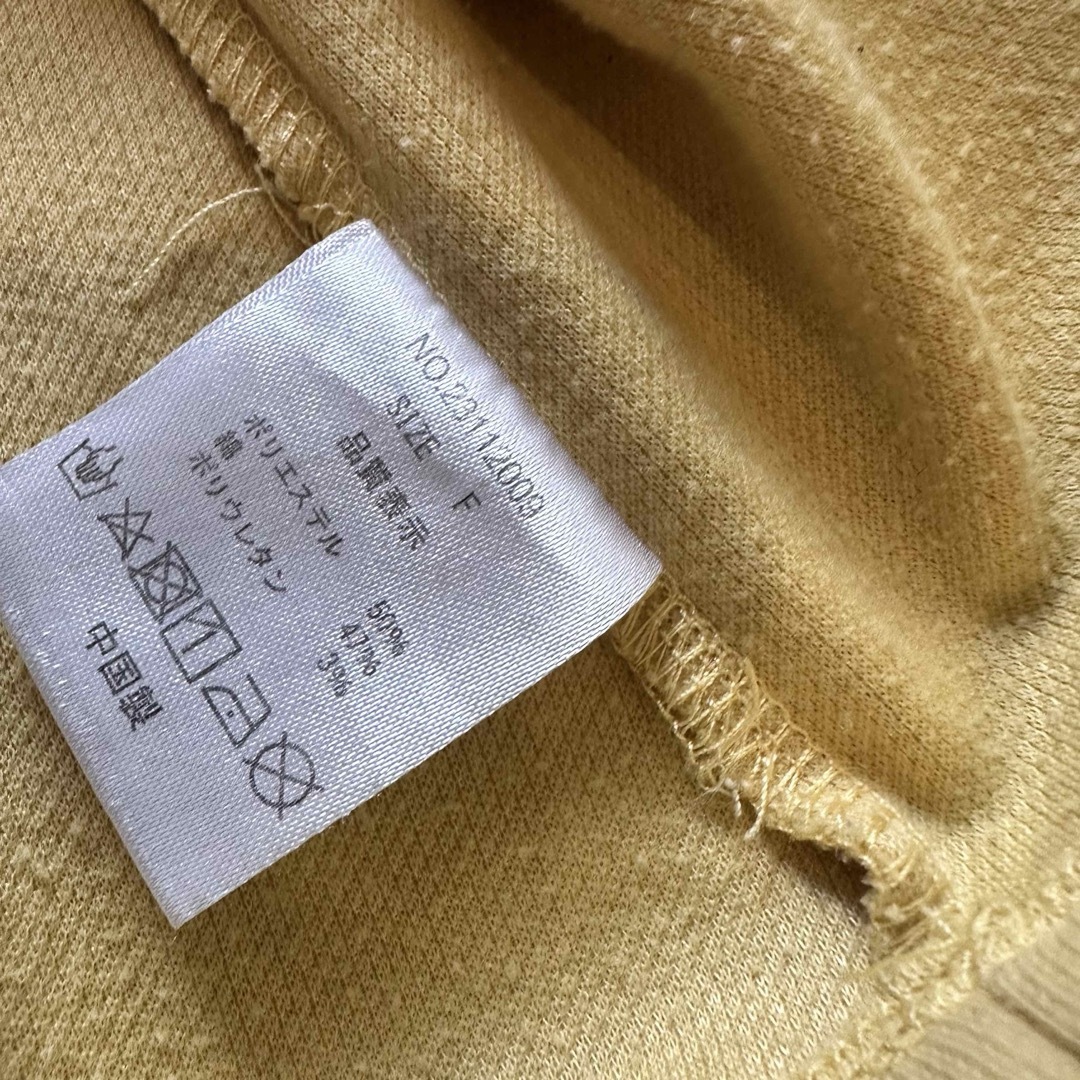 NO.23112009
SIZE F
品質表示
ポリエステル 50%
綿 47%
ポリウレタン 3%
中国製